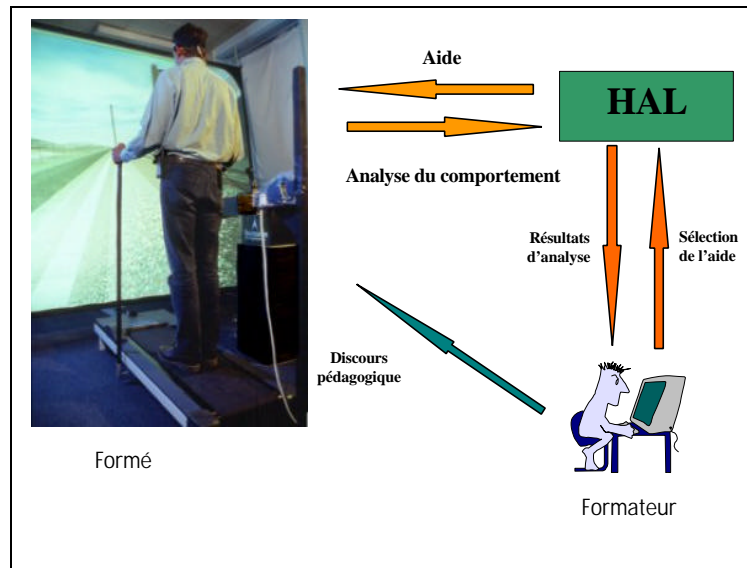 Aide
HAL
Analyse du comportement
Résultats
d’analyse
Sélection
de l’aide
Discours
pédagogique
Formé
Formateur